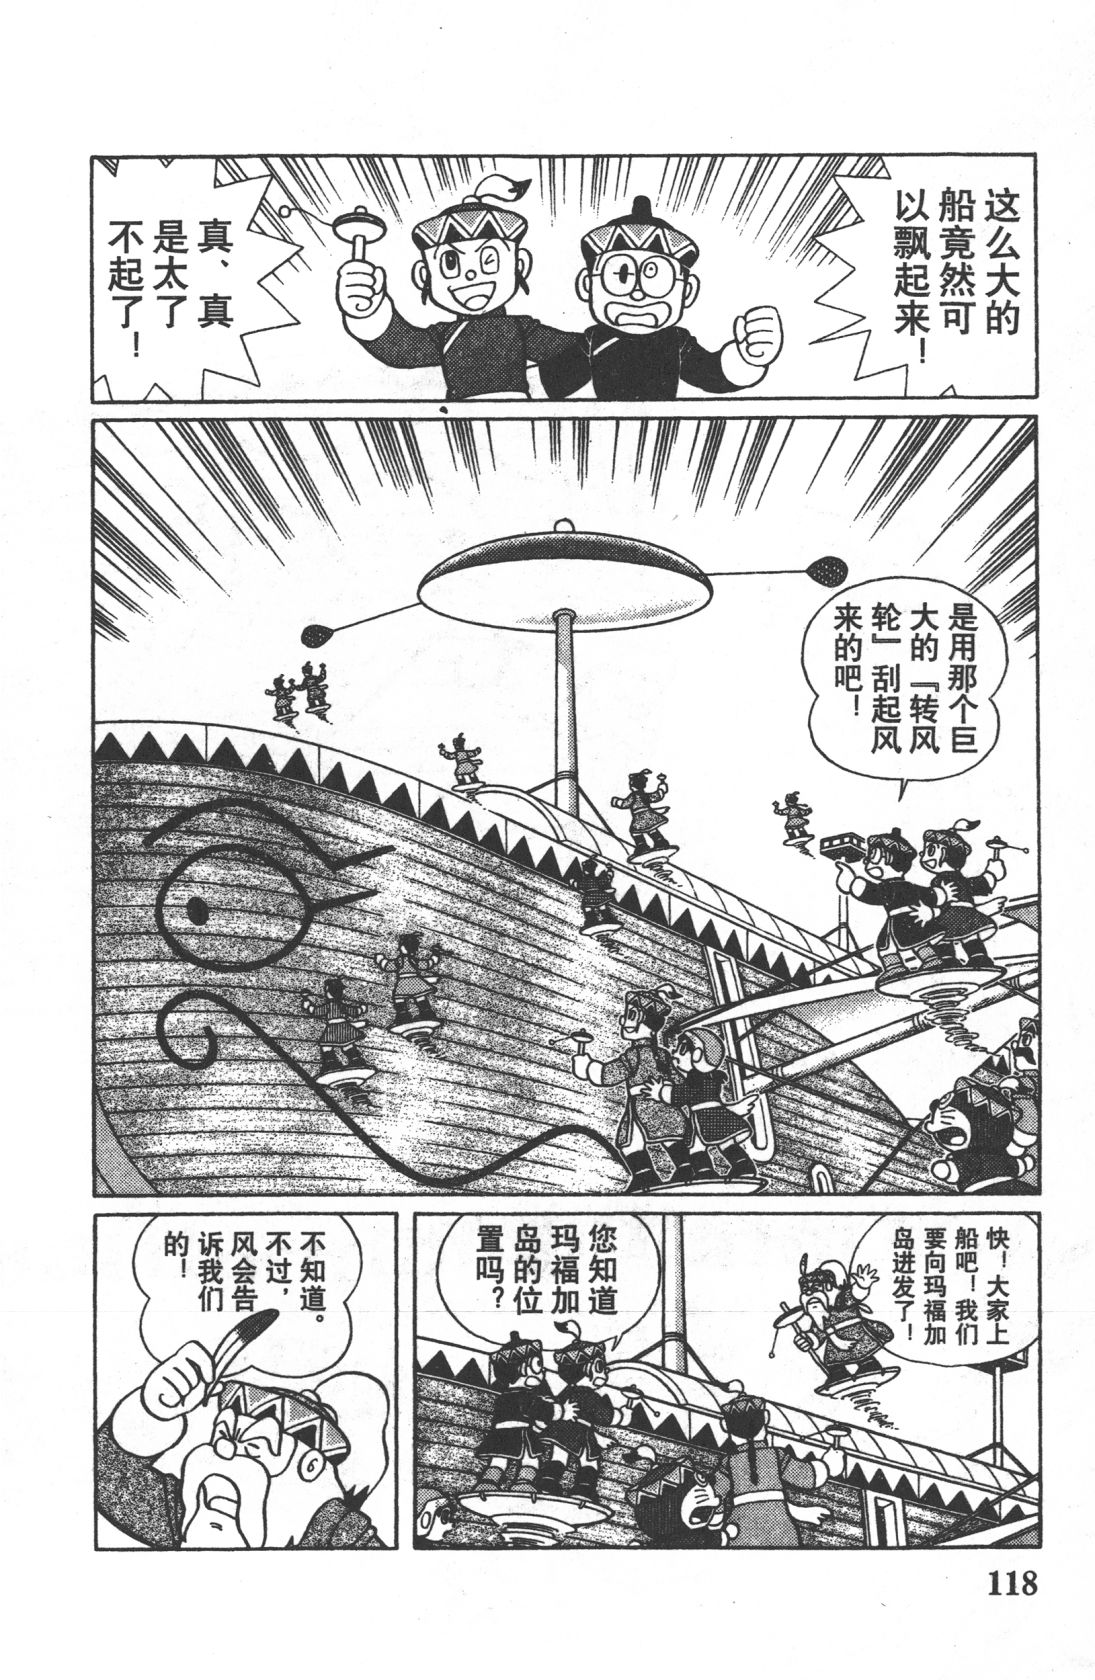 这么大的
船竟然可
以飘起来！
真、真
是太了
不起了！
是用那个巨
大的『转风
轮』刮起风
来的吧！
快！大家上
船吧！我们
要向玛福加
岛进发了！
您知道
玛福加
岛的位
置吗？
不知道。
不过，
风会告
诉我们
的！
118